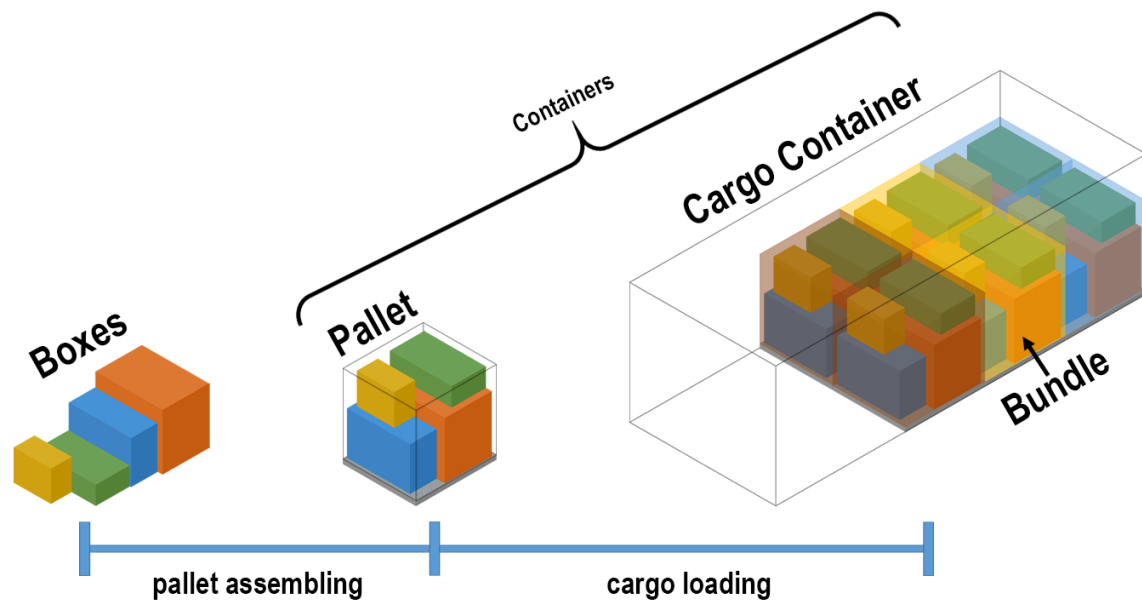 Containers
Cargo Container
Pallet
Boxes
Bundle
pallet assembling
cargo loading